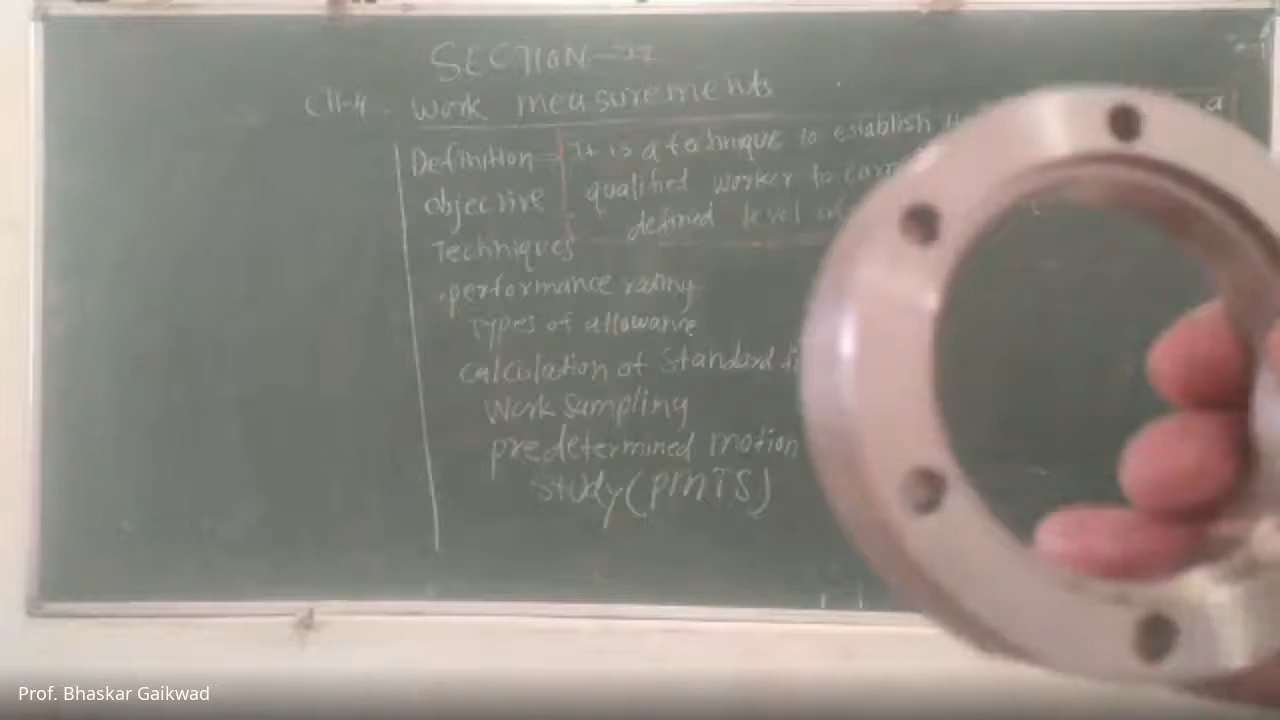 SECTION-II
CH-4. Work measurements
Definition = It is a technique to establish
a
objective qualified worker to
defined level
Techniques
performance rating
Types of allowance
calculation of standard
Work sampling
predetermined motion
study (PMTS)
Prof. Bhaskar Gaikwad